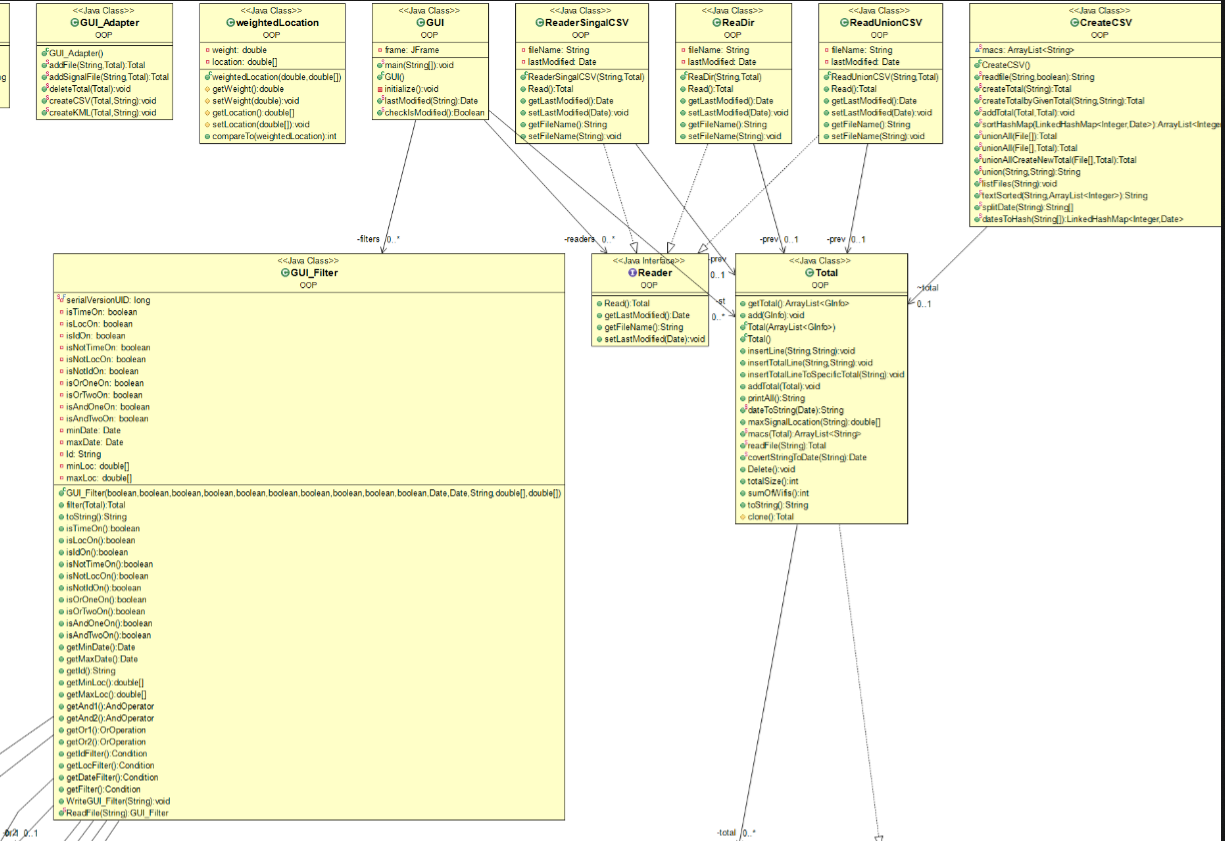 <<Java Class>>
GUI_Adapter
OOP
GUI_Adapter()
addFile(String,Total):Total
addSignalFile(String,Total):Total
deleteTotal(Total):void
createCSV(Total,String):void
createKML(Total,String):void
<<Java Class>>
weightedLocation
OOP
weight: double
location: double[]
weightedLocation(double,double[])
getWeight():double
setWeight(double):void
getLocation():double[]
setLocation(double[]):void
compareTo(weightedLocation):int
<<Java Class>>
GUI
OOP
frame: JFrame
main(String[]):void
GUI()
initialize():void
lastModified(String):Date
checkIsModified():Boolean
<<Java Class>>
ReaderSingalCSV
OOP
fileName: String
lastModified: Date
ReaderSingalCSV(String,Total)
Read():Total
getLastModified():Date
setLastModified(Date):void
getFileName():String
setFileName(String):void
<<Java Class>>
ReaDir
OOP
fileName: String
lastModified: Date
ReaDir(String,Total)
Read():Total
getLastModified():Date
setLastModified(Date):void
getFileName():String
setFileName(String):void
<<Java Class>>
ReadUnionCSV
OOP
fileName: String
lastModified: Date
ReadUnionCSV(String,Total)
Read():Total
getLastModified():Date
setLastModified(Date):void
getFileName():String
setFileName(String):void
<<Java Class>>
CreateCSV
OOP
macs: ArrayList<String>
CreateCSV()
readfile(String,boolean):String
createTotal(String):Total
createTotalbyGivenTotal(String,String):Total
addTotal(Total,Total):void
sortHashMap(LinkedHashMap<Integer,Date>):ArrayList<Intege
unionAll(File[]):Total
unionAll(File[],Total):Total
unionAllCreateNewTotal(File[],Total):Total
union(String,String):String
listFiles(String):void
textSorted(String,ArrayList<Integer>):String
splitDate(String):String[]
datesToHash(String[]):LinkedHashMap<Integer,Date>
-filters 0..*
-readers 0..*
-prev 0..1
-prev 0..1
-prev
0..1
-st
0..*
~total
0..1
<<Java Class>>
GUI_Filter
OOP
serialVersionUID: long
isTimeOn: boolean
isLocOn: boolean
isIdOn: boolean
isNotTimeOn: boolean
isNotLocOn: boolean
isNotIdOn: boolean
isOrOneOn: boolean
isOrTwoOn: boolean
isAndOneOn: boolean
isAndTwoOn: boolean
minDate: Date
maxDate: Date
Id: String
minLoc: double[]
maxLoc: double[]
GUI_Filter(boolean,boolean,boolean,boolean,boolean,boolean,boolean,boolean,boolean,boolean,Date,Date,String,double[],double[])
filter(Total):Total
toString():String
isTimeOn():boolean
isLocOn():boolean
isIdOn():boolean
isNotTimeOn():boolean
isNotLocOn():boolean
isNotIdOn():boolean
isOrOneOn():boolean
isOrTwoOn():boolean
isAndOneOn():boolean
isAndTwoOn():boolean
getMinDate():Date
getMaxDate():Date
getId():String
getMinLoc():double[]
getMaxLoc():double[]
getAnd1():AndOperator
getAnd2():AndOperator
getOr1():OrOperation
getOr2():OrOperation
getIdFilter():Condition
getLocFilter():Condition
getDateFilter():Condition
getFilter():Condition
WriteGUI_Filter(String):void
ReadFile(String):GUI_Filter
<<Java Interface>>
Reader
OOP
Read():Total
getLastModified():Date
getFileName():String
setLastModified(Date):void
<<Java Class>>
Total
OOP
getTotal():ArrayList<GInfo>
add(GInfo):void
Total(ArrayList<GInfo>)
Total()
insertLine(String,String):void
insertTotalLine(String,String):void
insertTotalLineToSpecificTotal(String):void
addTotal(Total):void
printAll():String
dateToString(Date):String
maxSignalLocation(String):double[]
macs(Total):ArrayList<String>
readFile(String):Total
covertStringToDate(String):Date
Delete():void
totalSize():int
sumOfWifis():int
toString():String
clone():Total
0..1
-total 0..*